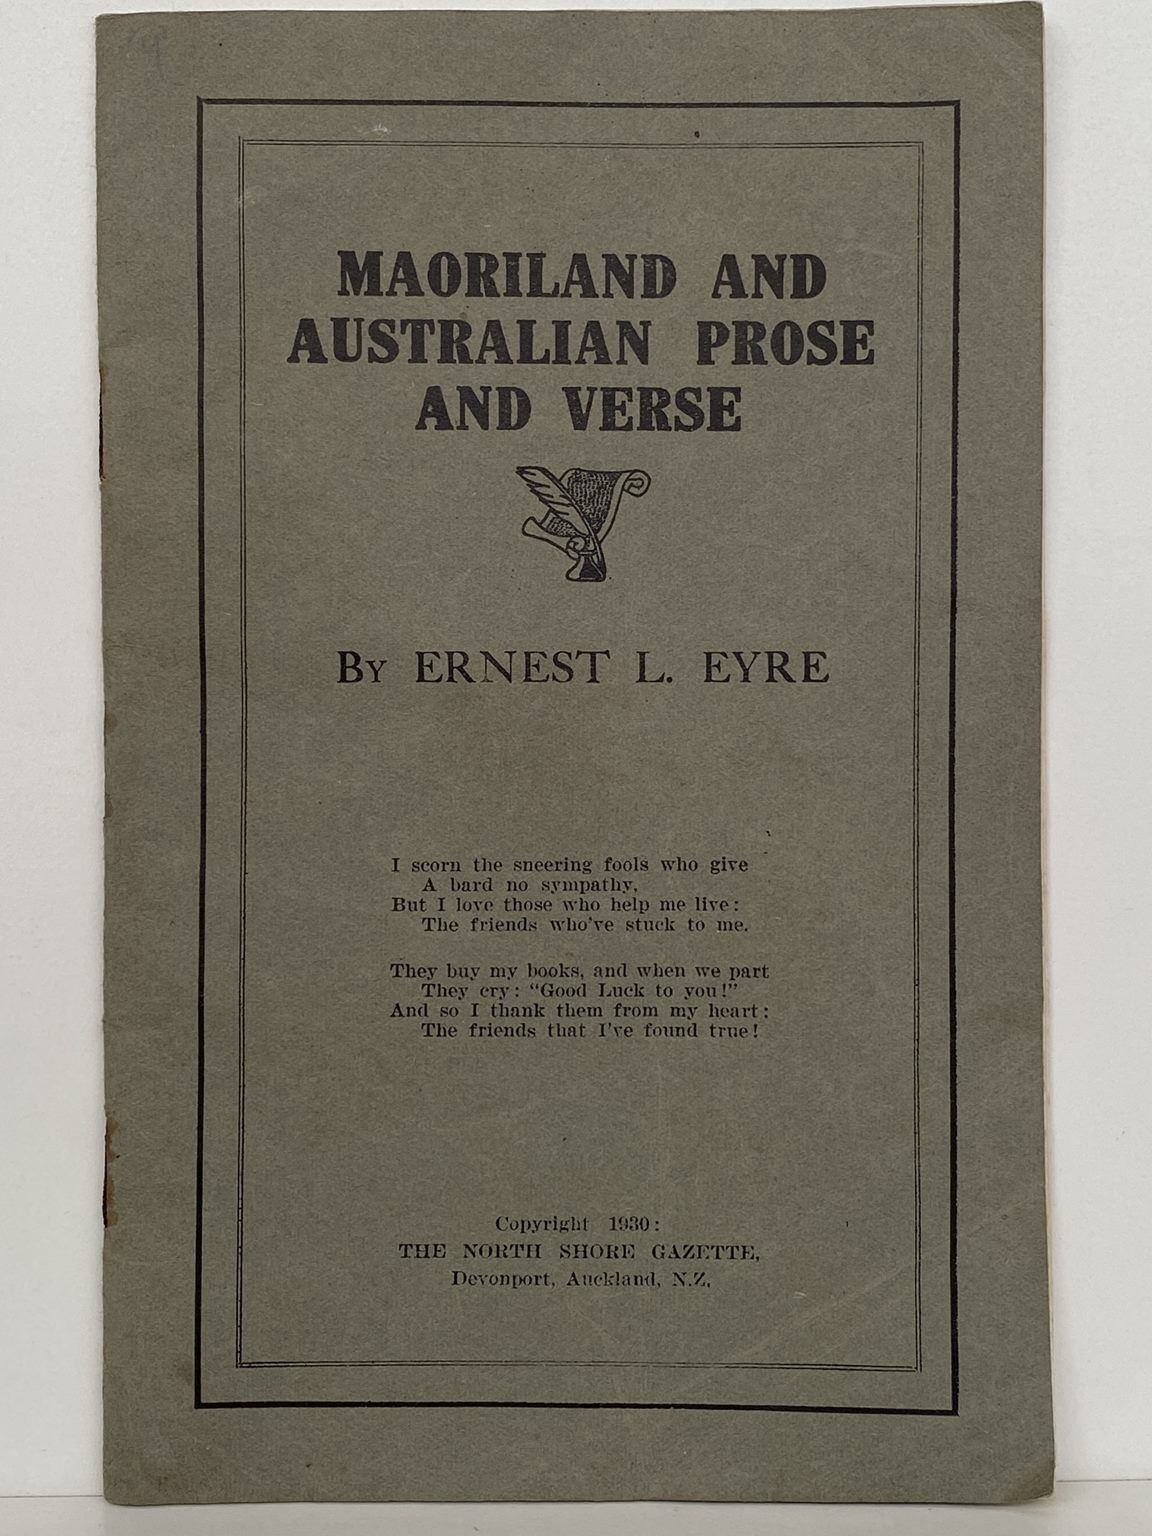 MAORILAND AND
AUSTRALIAN PROSE
AND VERSE
By ERNEST L. EYRE
I scorn the sneering fools who give
A bard no sympathy,
But I love those who help me live:
The friends who've stuck to me.
They buy my books, and when we part
They cry: "Good Luck to you!"
And so I thank them from my heart:
The friends that I've found true!
Copyright 1930:
THE NORTH SHORE GAZETTE,
Devonport, Auckland, N.Z.